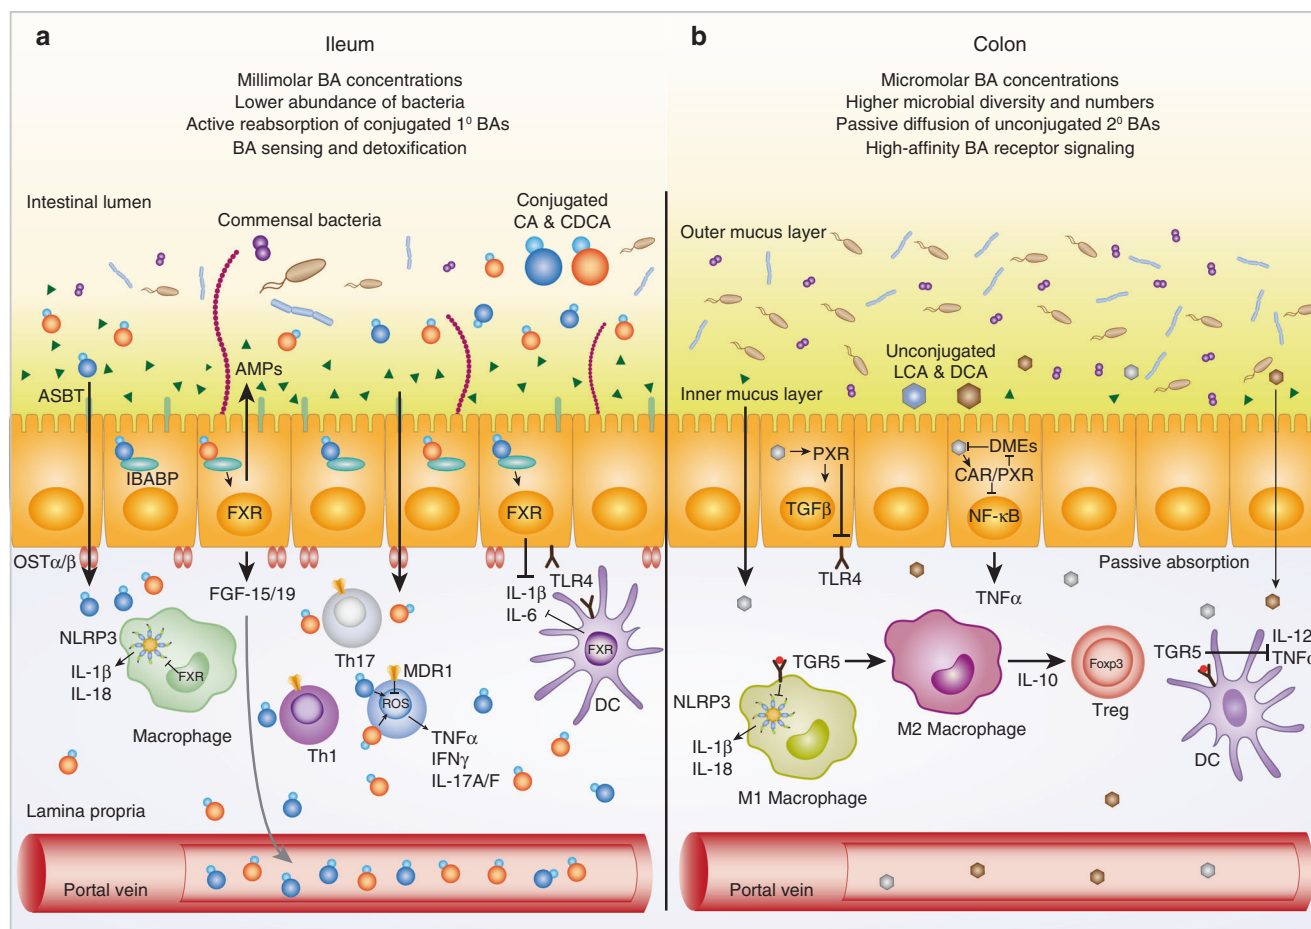 a
Ileum
Millimolar BA concentrations
Lower abundance of bacteria
Active reabsorption of conjugated 1⁰ BAs
BA sensing and detoxification
Intestinal lumen
Commensal bacteria
Conjugated
CA & CDCA
AMPs
ASBT
IBABP
FXR
FXR
OSTα/β
FGF-15/19
TLR4
IL-1β
IL-6
NLRP3
IL-1β
IL-18
FXR
Macrophage
Th17
MDR1
ROS
Th1
TNFα
IFNγ
IL-17A/F
FXR
DC
Lamina propria
Portal vein
b
Colon
Micromolar BA concentrations
Higher microbial diversity and numbers
Passive diffusion of unconjugated 2⁰ BAs
High-affinity BA receptor signaling
Outer mucus layer
Unconjugated
LCA & DCA
Inner mucus layer
PXR
TGFβ
DMEs
CAR/PXR
NF-κB
TLR4
TNFα
Passive absorption
TGR5
NLRP3
IL-1β
IL-18
M1 Macrophage
M2 Macrophage
IL-10
Foxp3
Treg
TGR5
IL-12
TNFα
DC
Portal vein